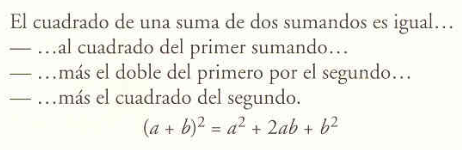 El cuadrado de una suma de dos sumandos es igual…
— …al cuadrado del primer sumando…
— …más el doble del primero por el segundo…
— …más el cuadrado del segundo.
(a + b)² = a² + 2ab + b²